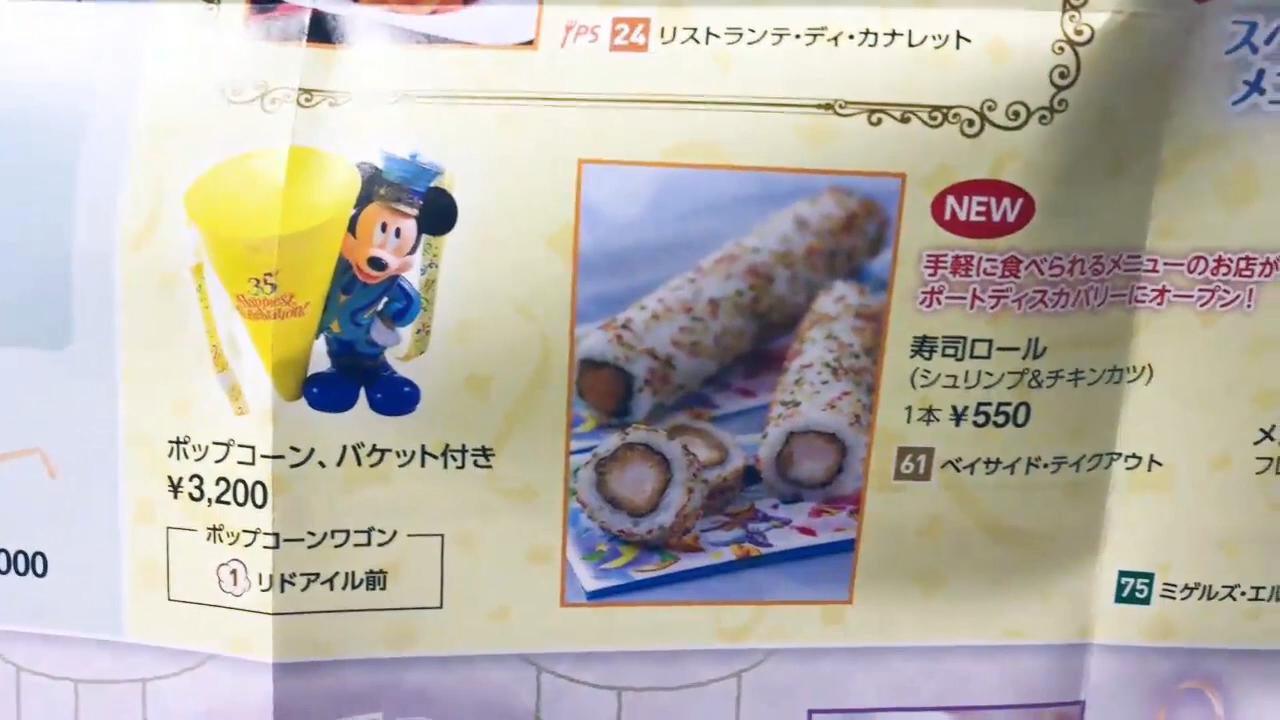 PS 24 リストランテ・ディ・カナレット
35
Happiest
Celebration!
ポップコーン、バケット付き
¥3,200
ポップコーンワゴン
1 リドアイル前
NEW
手軽に食べられるメニューのお店が
ポートディスカバリーにオープン!
寿司ロール
(シュリンプ&チキンカツ)
1本 ¥550
61 ベイサイド・テイクアウト
000
75 ミゲルズ・エル